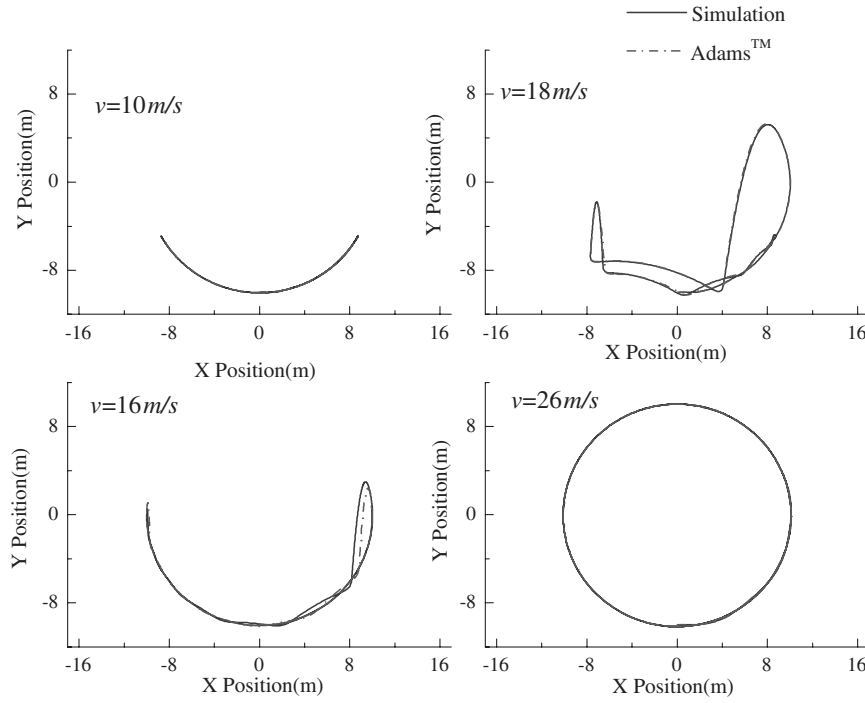 Simulation
Adams™
v=10m/s
Y Position(m)
8
0
-8
-16 -8 0 8 16
X Position(m)
v=18m/s
Y Position(m)
8
0
-8
-16 -8 0 8 16
X Position(m)
v=16m/s
Y Position(m)
8
0
-8
-16 -8 0 8 16
X Position(m)
v=26m/s
Y Position(m)
8
0
-8
-16 -8 0 8 16
X Position(m)